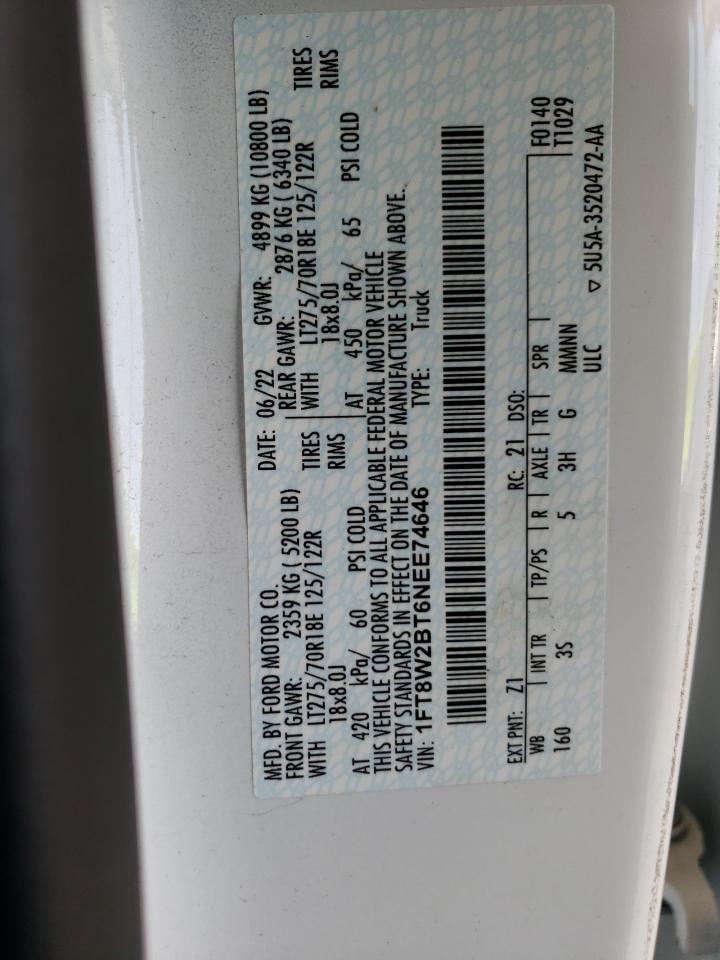 MFD. BY FORD MOTOR CO. DATE: 06/22 GVWR: 4899 KG (10800 LB)
FRONT GAWR: 2359 KG ( 5200 LB) REAR GAWR: 2876 KG ( 6340 LB)
WITH LT275/70R18E 125/122R TIRES WITH LT275/70R18E 125/122R TIRES
18x8.0J RIMS 18x8.0J RIMS
AT 420 kPa/ 60 PSI COLD AT 450 kPa/ 65 PSI COLD
THIS VEHICLE CONFORMS TO ALL APPLICABLE FEDERAL MOTOR VEHICLE
SAFETY STANDARDS IN EFFECT ON THE DATE OF MANUFACTURE SHOWN ABOVE.
VIN: 1FT8W2BT6NEE74646 TYPE: Truck
EXT PNT: Z1 RC: 21 DSO: F0140
WB INT TR TP/PS R AXLE TR SPR T1029
160 3S 5 3H G MMNN
ULC ▽ 5U5A-3520472-AA